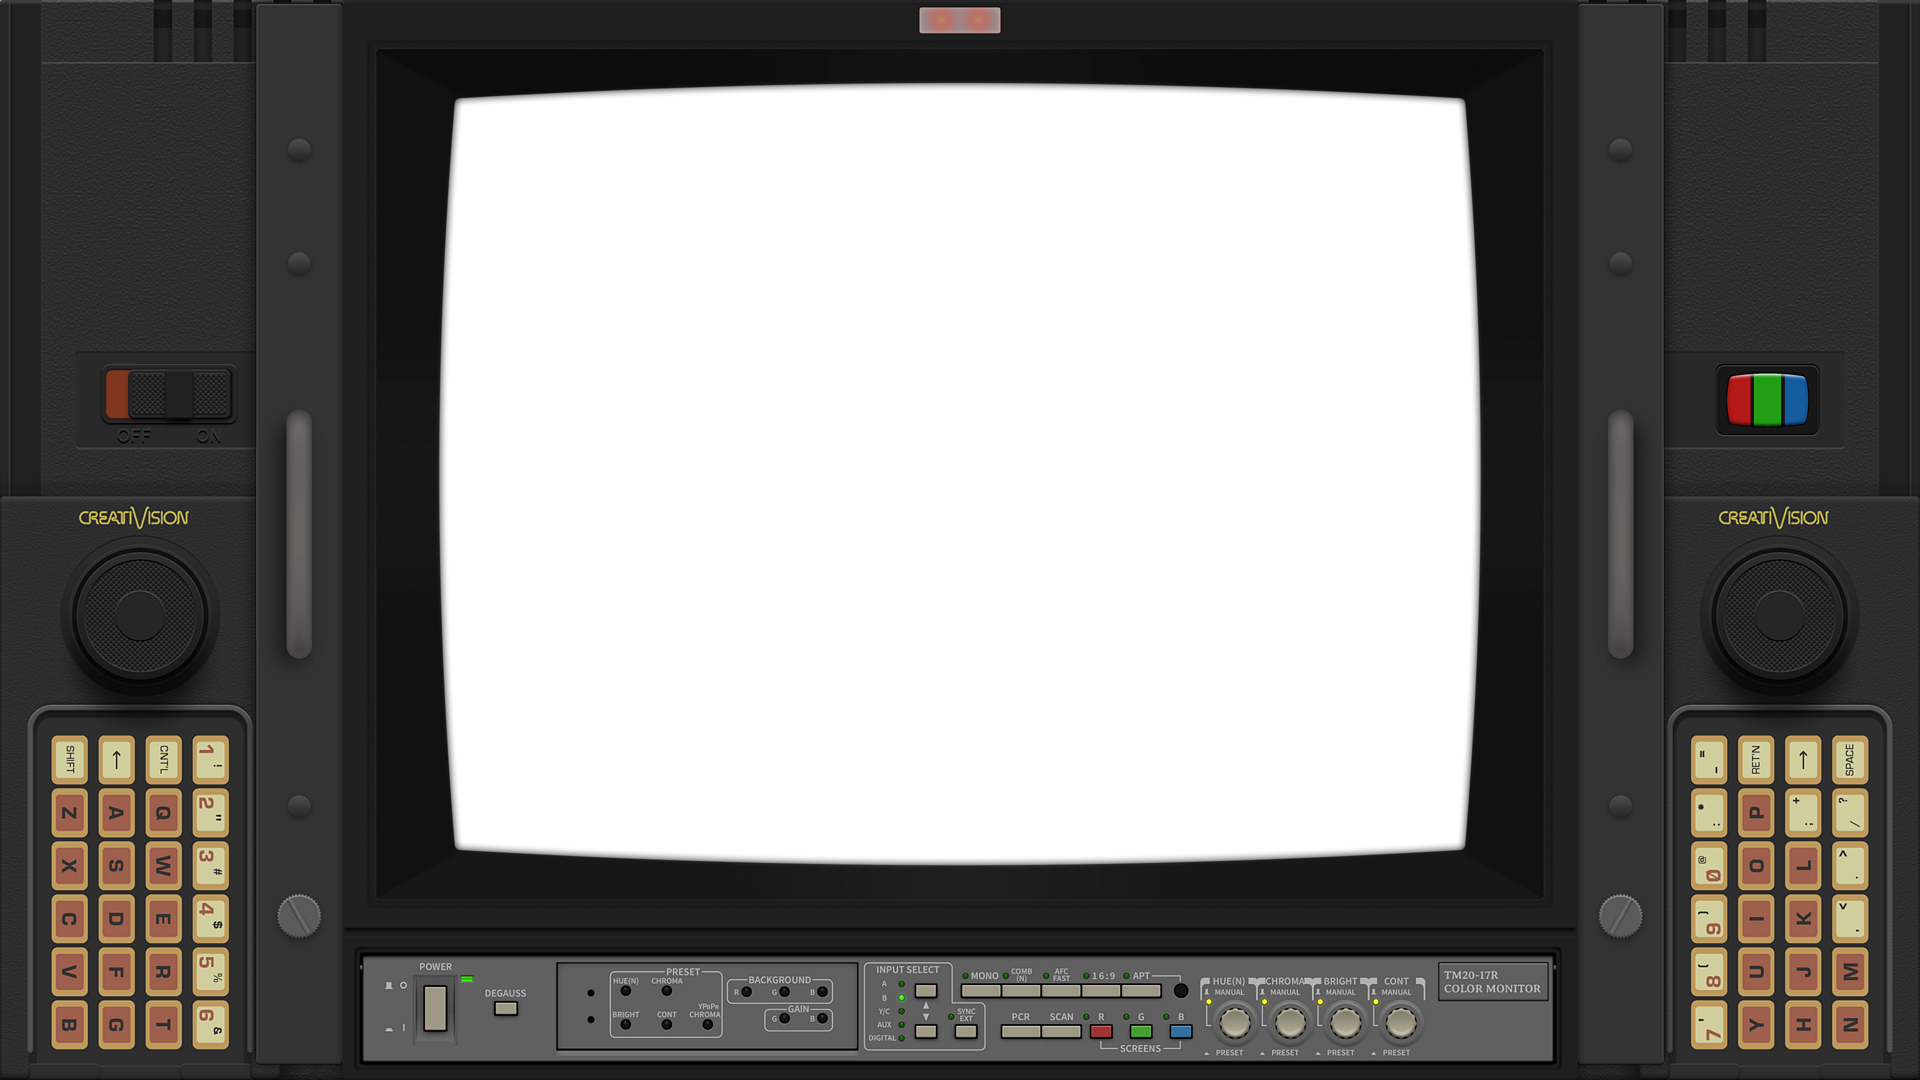 OFF ON
CREATIVISION
CREATIVISION
SHIFT ← CNT'L 1 !
Z A Q 2 "
X S W 3 #
C D E 4 $
V F R 5 %
B G T 6 &
= - RET'N → SPACE
* : P + ; ? /
@ 0 O L > .
) 9 I K < ,
( 8 U J M
' 7 Y H N
POWER
DEGAUSS
PRESET
HUE(N) CHROMA
BRIGHT CONT YPBPR CHROMA
BACKGROUND
R G B
GAIN
G B
INPUT SELECT
A
B
Y/C
AUX
DIGITAL
SYNC
EXT
MONO COMB (N) AFC FAST 16:9 APT
PCR SCAN R G B
SCREENS
HUE(N) CHROMA BRIGHT CONT
MANUAL MANUAL MANUAL MANUAL
PRESET PRESET PRESET PRESET
TM20-17R
COLOR MONITOR